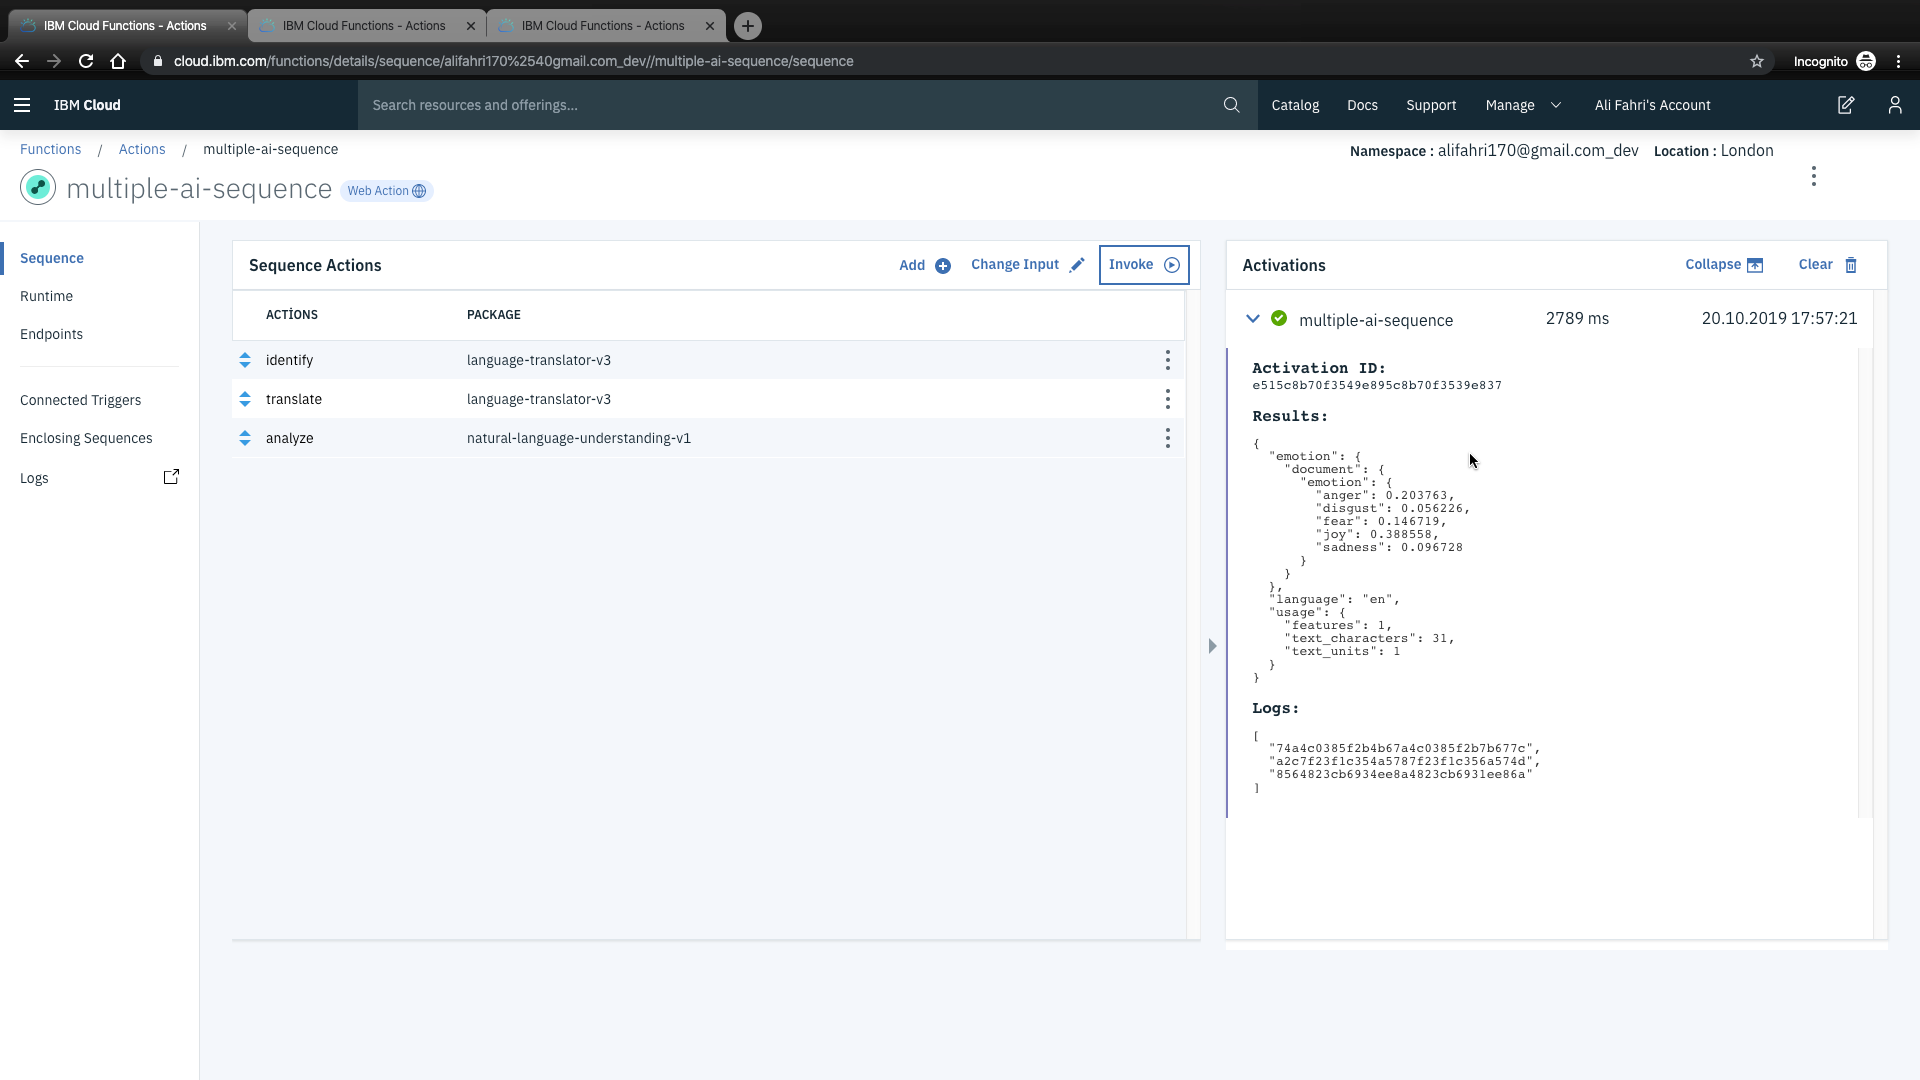 IBM Cloud Functions - Actions
IBM Cloud Functions - Actions
IBM Cloud Functions - Actions
cloud.ibm.com/functions/details/sequence/alifahri170%2540gmail.com_dev//multiple-ai-sequence/sequence
Incognito
IBM Cloud
Search resources and offerings...
Catalog
Docs
Support
Manage
Ali Fahri's Account
Functions / Actions / multiple-ai-sequence
Namespace : alifahri170@gmail.com_dev Location : London
multiple-ai-sequence
Web Action
Sequence
Runtime
Endpoints
Connected Triggers
Enclosing Sequences
Logs
Sequence Actions
Add
Change Input
Invoke
ACTİONS PACKAGE
identify language-translator-v3
translate language-translator-v3
analyze natural-language-understanding-v1
Activations
Collapse
Clear
multiple-ai-sequence 2789 ms 20.10.2019 17:57:21
Activation ID:
e515c8b70f3549e895c8b70f3539e837
Results:
{
"emotion": {
"document": {
"emotion": {
"anger": 0.203763,
"disgust": 0.056226,
"fear": 0.146719,
"joy": 0.388558,
"sadness": 0.096728
}
}
},
"language": "en",
"usage": {
"features": 1,
"text_characters": 31,
"text_units": 1
}
}
Logs:
[
"74a4c0385f2b4b67a4c0385f2b7b677c",
"a2c7f23f1c354a5787f23f1c356a574d",
"8564823cb6934ee8a4823cb6931ee86a"
]